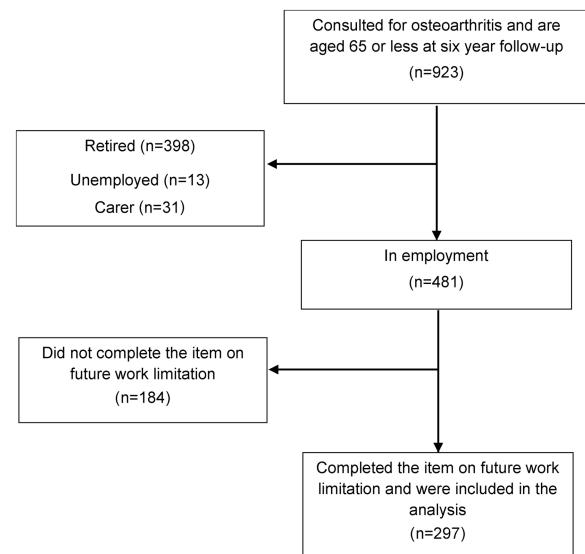 Consulted for osteoarthritis and are
aged 65 or less at six year follow-up
(n=923)
Retired (n=398)
Unemployed (n=13)
Carer (n=31)
In employment
(n=481)
Did not complete the item on
future work limitation
(n=184)
Completed the item on future work
limitation and were included in the
analysis
(n=297)